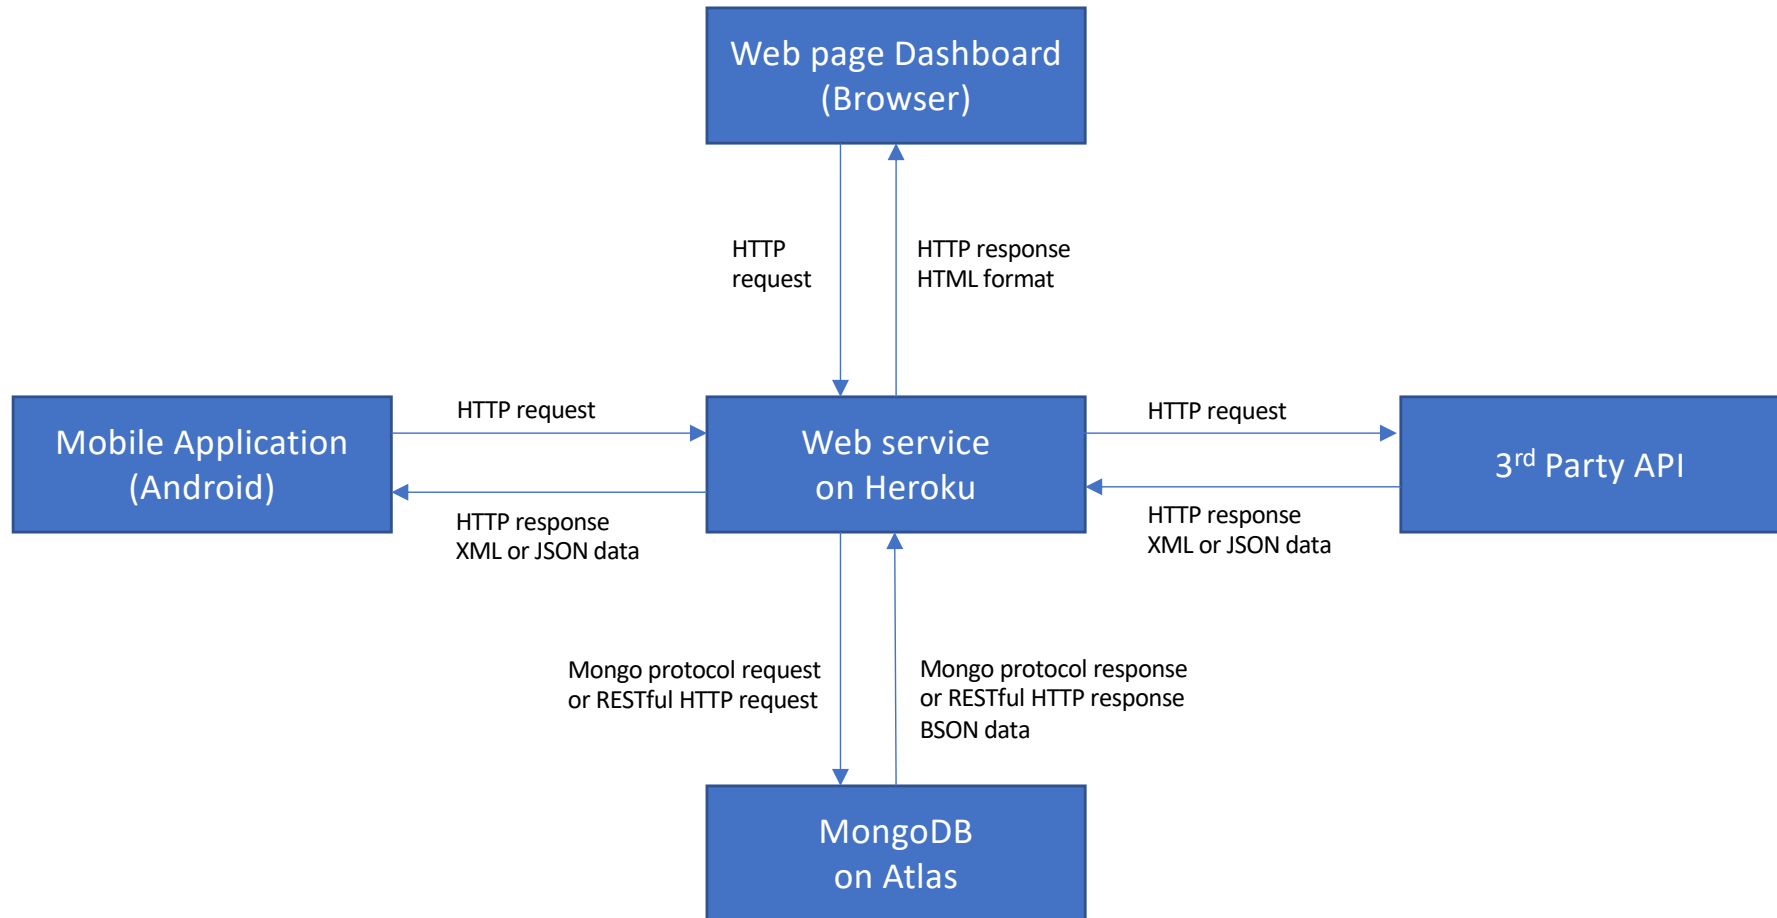 Web page Dashboard
(Browser)
HTTP
request
HTTP response
HTML format
Mobile Application
(Android)
HTTP request
HTTP response
XML or JSON data
Web service
on Heroku
HTTP request
HTTP response
XML or JSON data
3rd Party API
Mongo protocol request
or RESTful HTTP request
Mongo protocol response
or RESTful HTTP response
BSON data
MongoDB
on Atlas